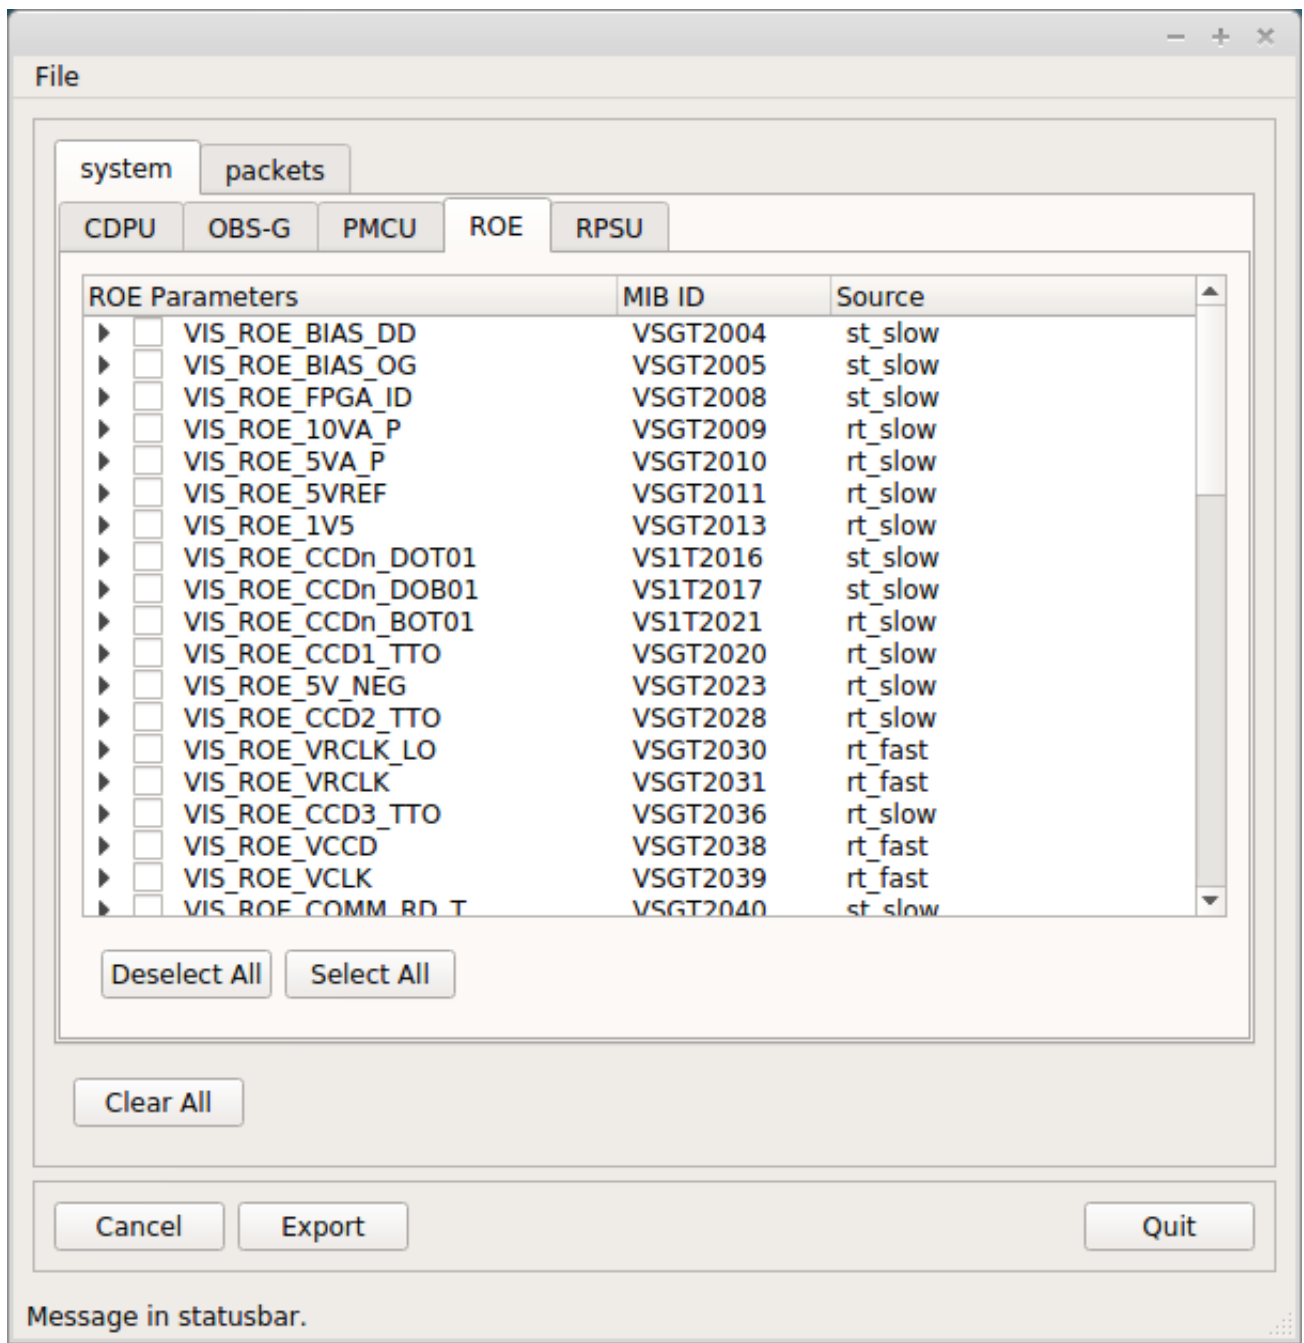 File
system packets
CDPU OBS-G PMCU ROE RPSU
ROE Parameters MIB ID Source
VIS_ROE_BIAS_DD VSGT2004 st_slow
VIS_ROE_BIAS_OG VSGT2005 st_slow
VIS_ROE_FPGA_ID VSGT2008 st_slow
VIS_ROE_10VA_P VSGT2009 rt_slow
VIS_ROE_5VA_P VSGT2010 rt_slow
VIS_ROE_5VREF VSGT2011 rt_slow
VIS_ROE_1V5 VSGT2013 rt_slow
VIS_ROE_CCDn_DOT01 VS1T2016 st_slow
VIS_ROE_CCDn_DOB01 VS1T2017 st_slow
VIS_ROE_CCDn_BOT01 VS1T2021 rt_slow
VIS_ROE_CCD1_TTO VSGT2020 rt_slow
VIS_ROE_5V_NEG VSGT2023 rt_slow
VIS_ROE_CCD2_TTO VSGT2028 rt_slow
VIS_ROE_VRCLK_LO VSGT2030 rt_fast
VIS_ROE_VRCLK VSGT2031 rt_fast
VIS_ROE_CCD3_TTO VSGT2036 rt_slow
VIS_ROE_VCCD VSGT2038 rt_fast
VIS_ROE_VCLK VSGT2039 rt_fast
VIS_ROE_COMM_RD_T VSGT2040 st_slow
Deselect All Select All
Clear All
Cancel Export Quit
Message in statusbar.